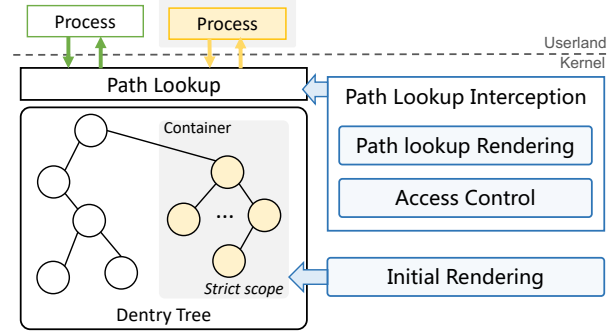 Process
Process
Userland
Kernel
Path Lookup
Path Lookup Interception
Path lookup Rendering
Access Control
Container
...
Strict scope
Initial Rendering
Dentry Tree